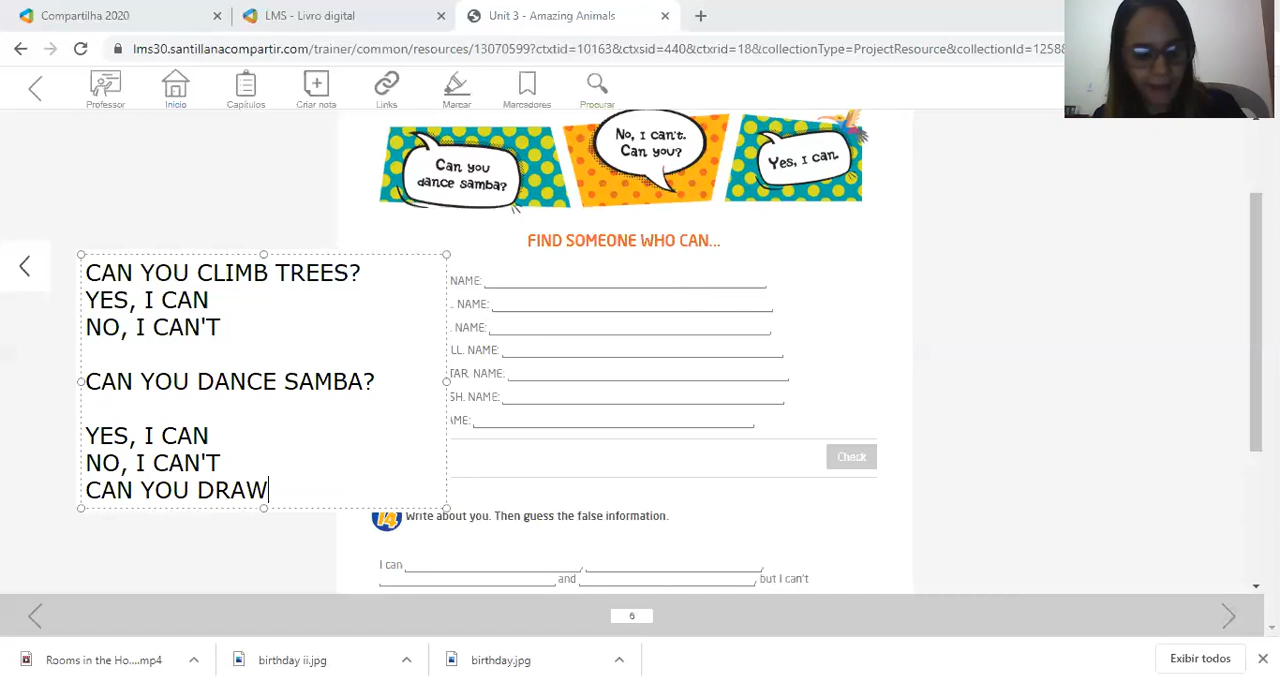 Compartilha 2020
LMS - Livro digital
Unit 3 - Amazing Animals
lms30.santillanacompartir.com/trainer/common/resources/13070599?ctxtid=10163&ctxsid=440&ctxrid=18&collectionType=ProjectResource&collectionId=1258
Professor
Início
Capítulos
Criar nota
Links
Marcar
Marcadores
Procurar
Can you
dance samba?
No, I can't.
Can you?
Yes, I can.
FIND SOMEONE WHO CAN...
CAN YOU CLIMB TREES?
YES, I CAN
NO, I CAN'T
CAN YOU DANCE SAMBA?
YES, I CAN
NO, I CAN'T
CAN YOU DRAW
NAME:
. NAME:
. NAME:
LL. NAME:
TAR. NAME:
SH. NAME:
AME:
Check
14 Write about you. Then guess the false information.
I can , 
and , but I can't
6
Rooms in the Ho....mp4
birthday ii.jpg
birthday.jpg
Exibir todos